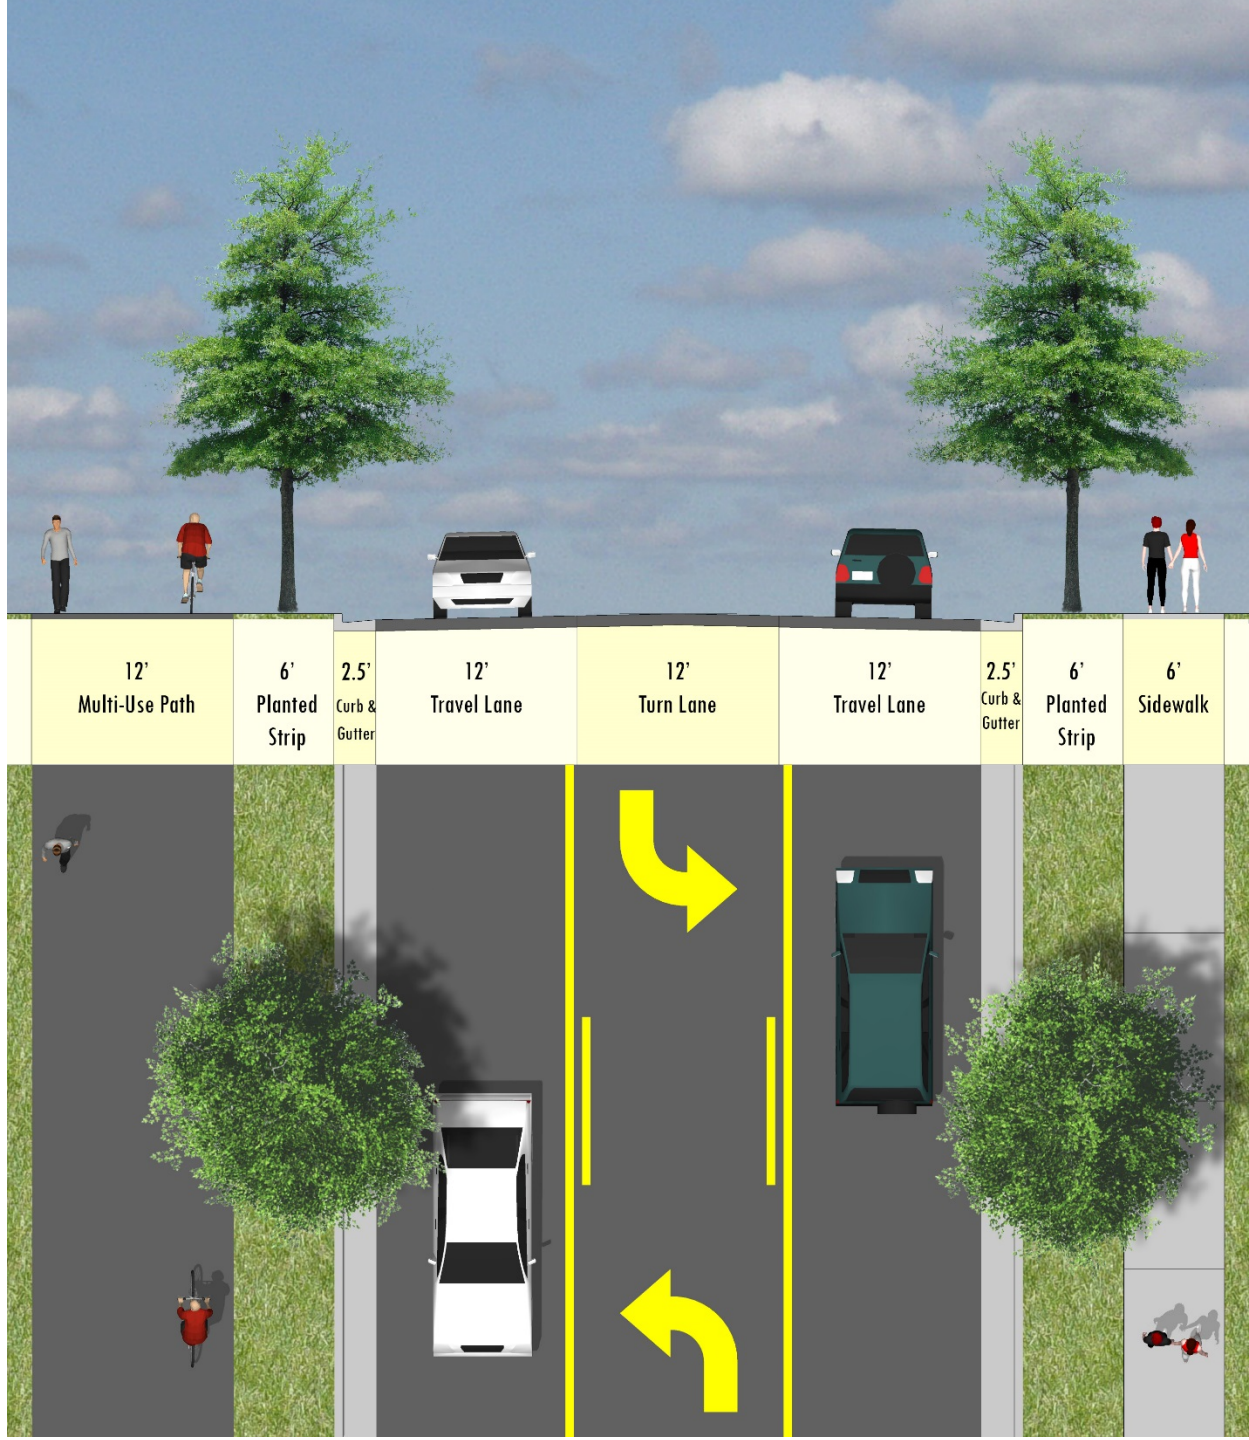 12’
Multi-Use Path
6’
Planted
Strip
2.5’
Curb &
Gutter
12’
Travel Lane
12’
Turn Lane
12’
Travel Lane
2.5’
Curb &
Gutter
6’
Planted
Strip
6’
Sidewalk